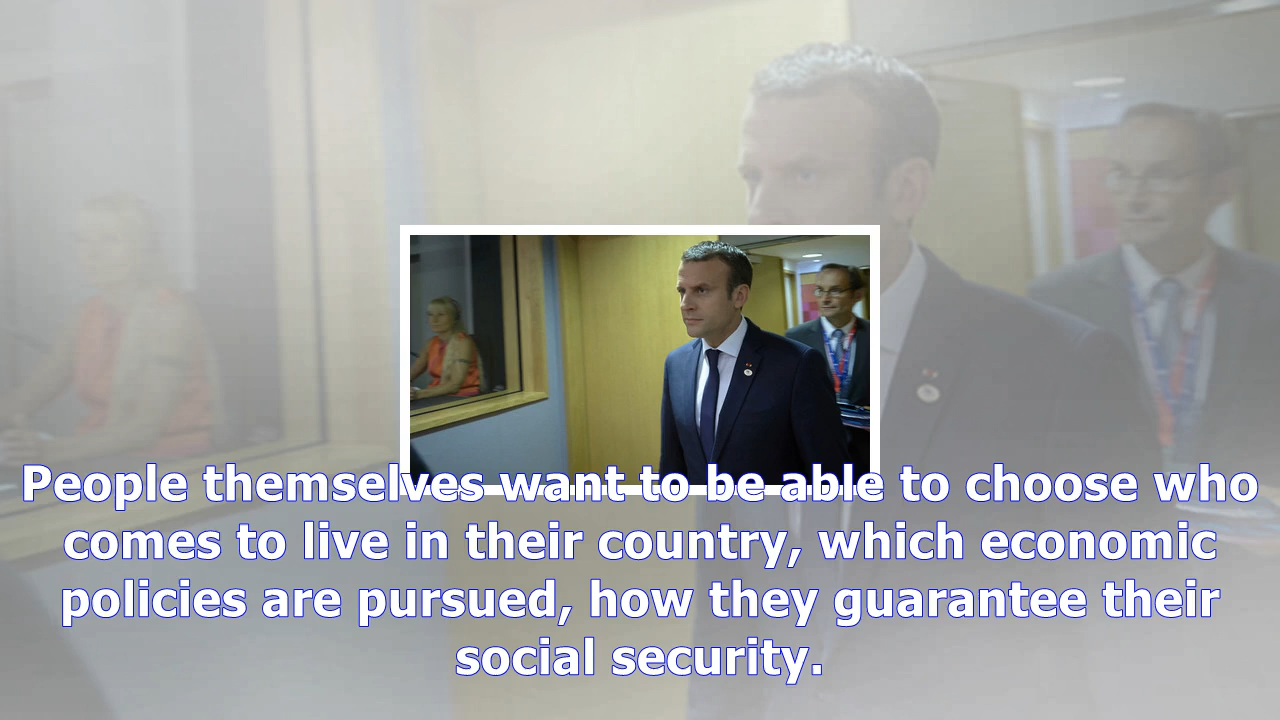 People themselves want to be able to choose who
comes to live in their country, which economic
policies are pursued, how they guarantee their
social security.